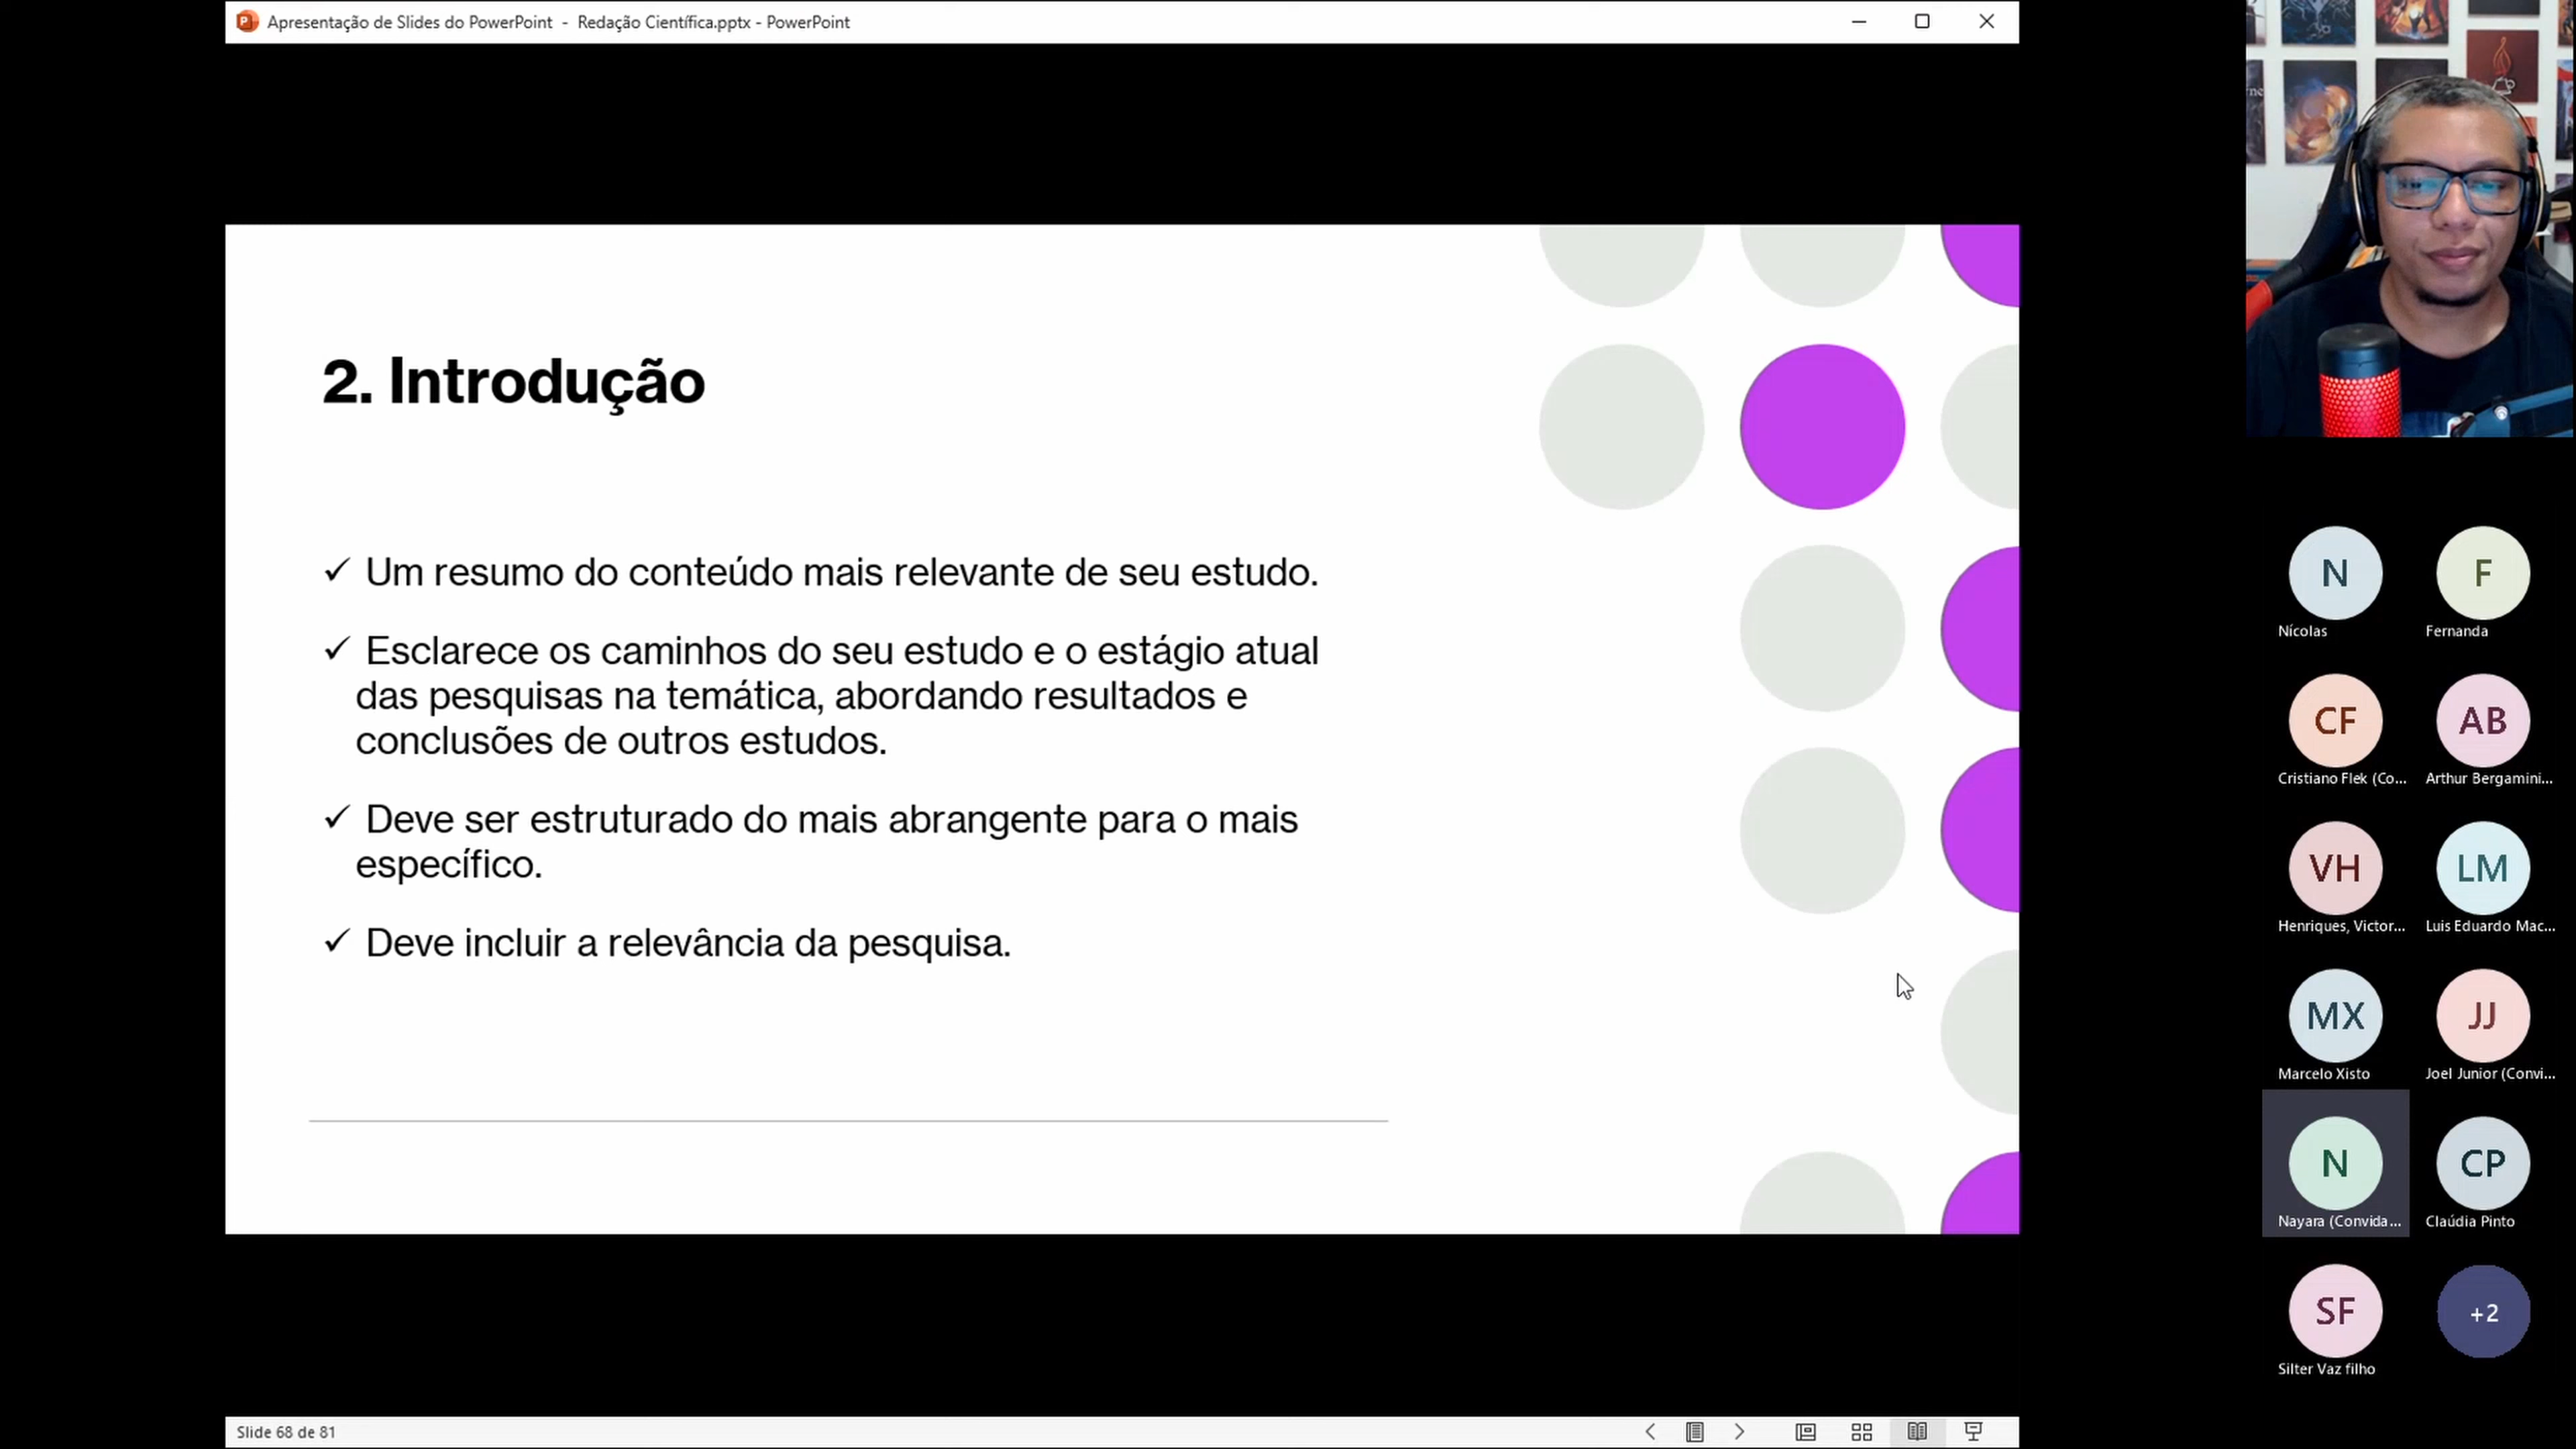 Apresentação de Slides do PowerPoint - Redação Científica.pptx - PowerPoint
2. Introdução
✓ Um resumo do conteúdo mais relevante de seu estudo.
✓ Esclarece os caminhos do seu estudo e o estágio atual
das pesquisas na temática, abordando resultados e
conclusões de outros estudos.
✓ Deve ser estruturado do mais abrangente para o mais
específico.
✓ Deve incluir a relevância da pesquisa.
Slide 68 de 81
N
Nícolas
F
Fernanda
CF
Cristiano Flek (Co...
AB
Arthur Bergamini...
VH
Henriques, Victor...
LM
Luis Eduardo Mac...
MX
Marcelo Xisto
JJ
Joel Junior (Convi...
N
Nayara (Convida...
CP
Claúdia Pinto
SF
Silter Vaz filho
+2